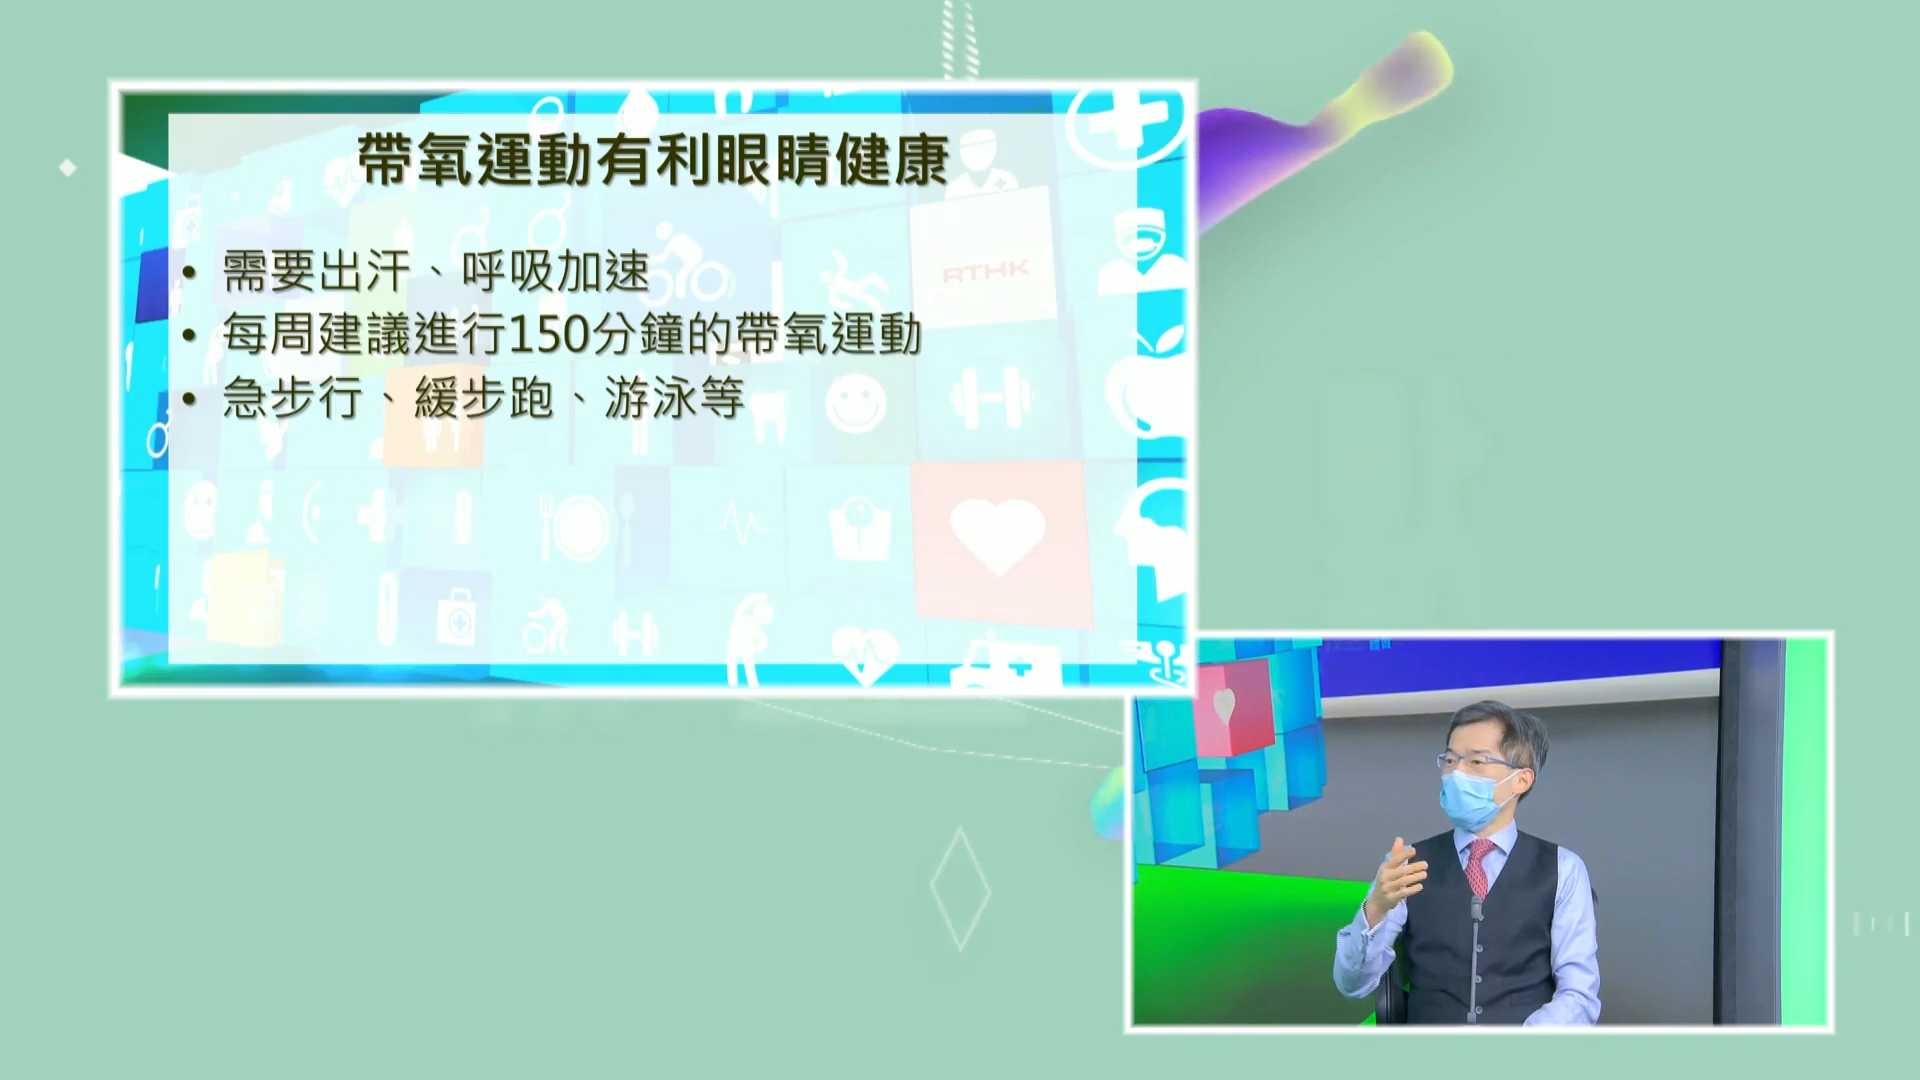 帶氧運動有利眼睛健康
• 需要出汗、呼吸加速
• 每周建議進行150分鐘的帶氧運動
• 急步行、緩步跑、游泳等
RTHK